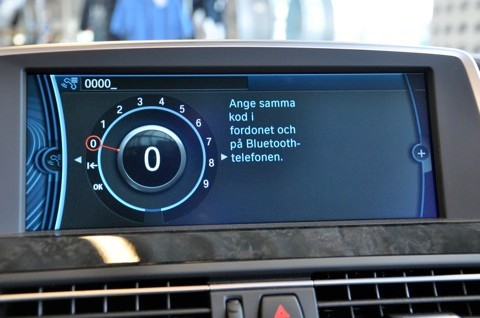 0000_
2 3 4
1 5
0 6
7
8
9
OK
0
Ange samma
kod i
fordonet och
på Bluetooth-
telefonen.
+